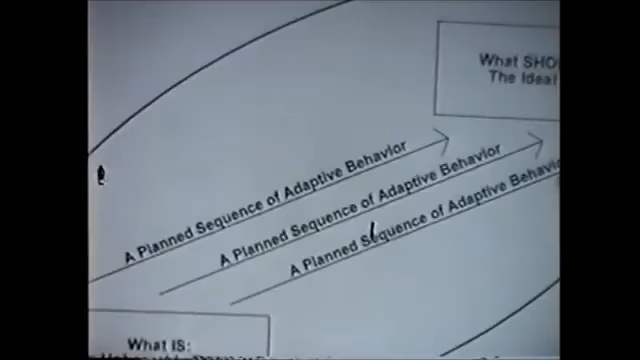 What SHO
The Ideal
A Planned Sequence of Adaptive Behavior
A Planned Sequence of Adaptive Behavior
A Planned Sequence of Adaptive Behavior
What IS: